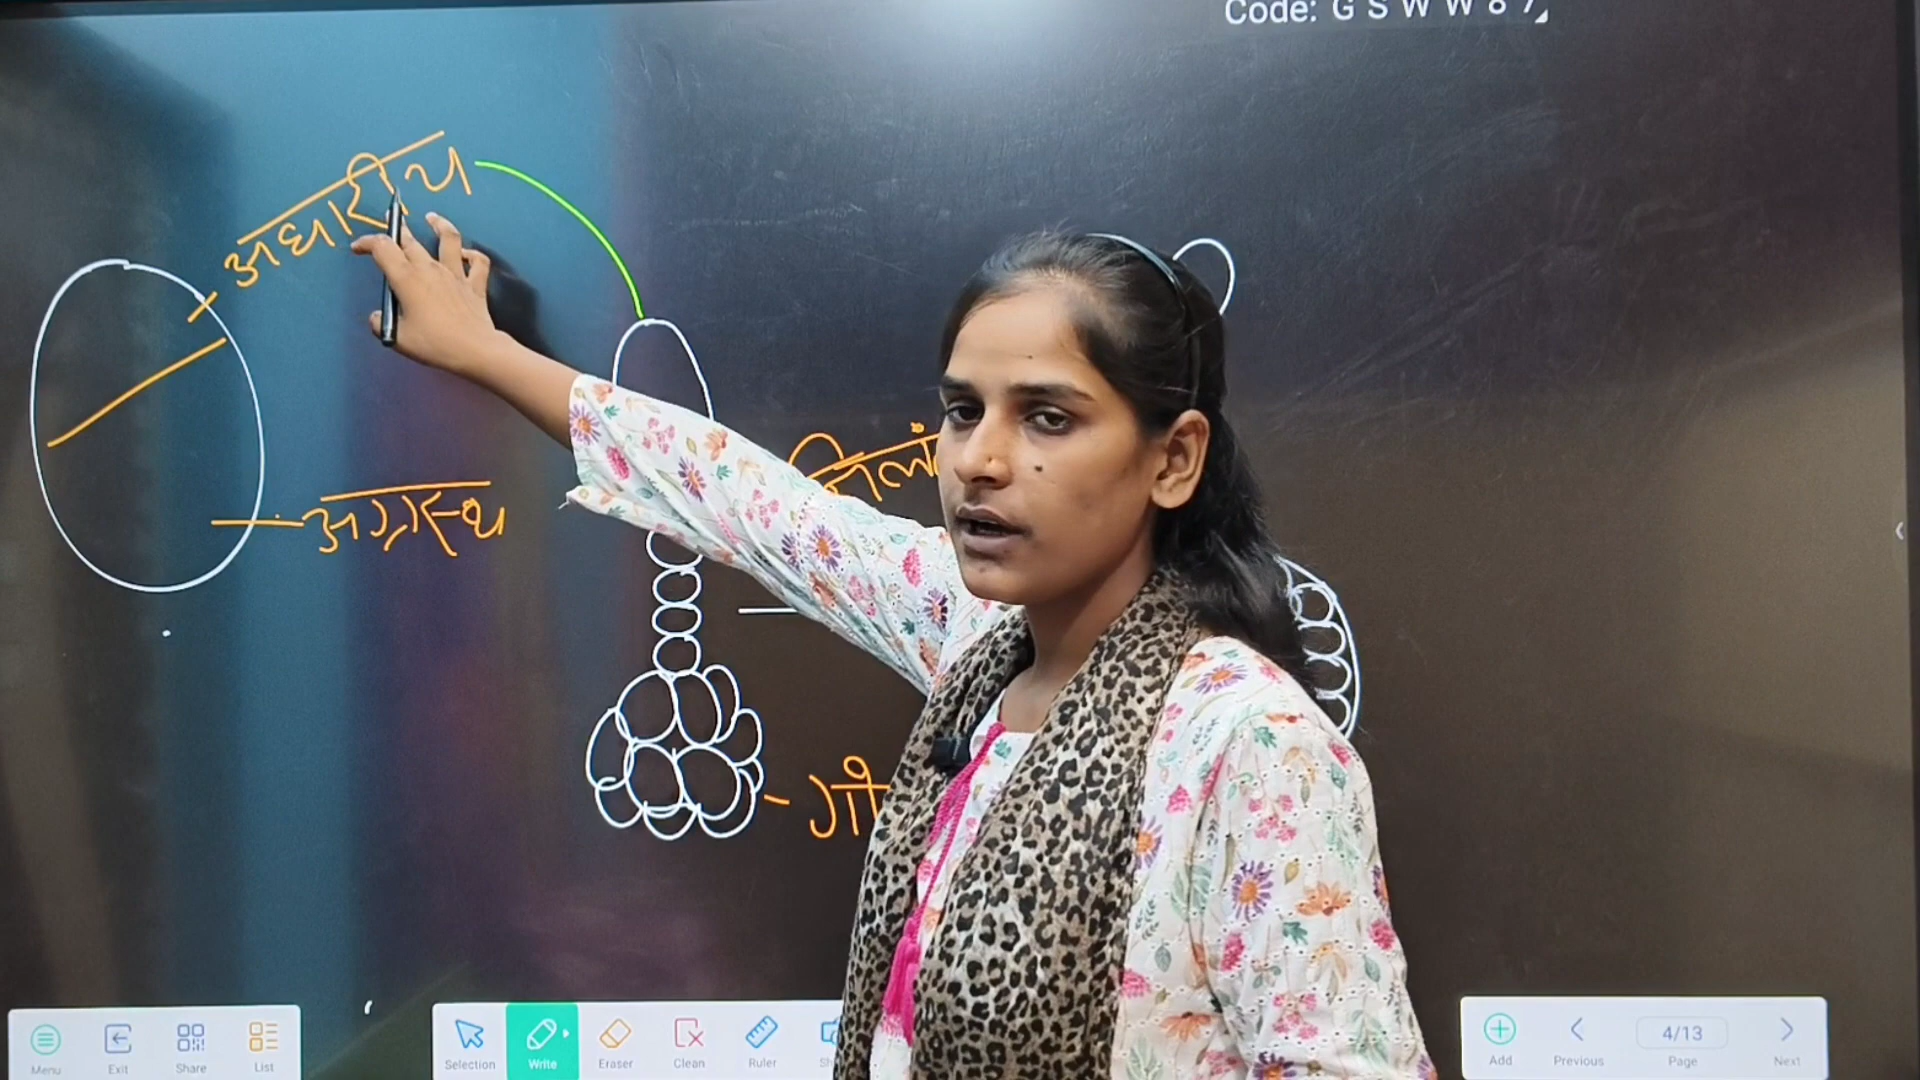 Code: G S W W 8 7
अधारीय
अग्रस्थ
Menu
Exit
Share
List
Selection
Write
Eraser
Clean
Ruler
Add
Previous
4/13
Page
Next